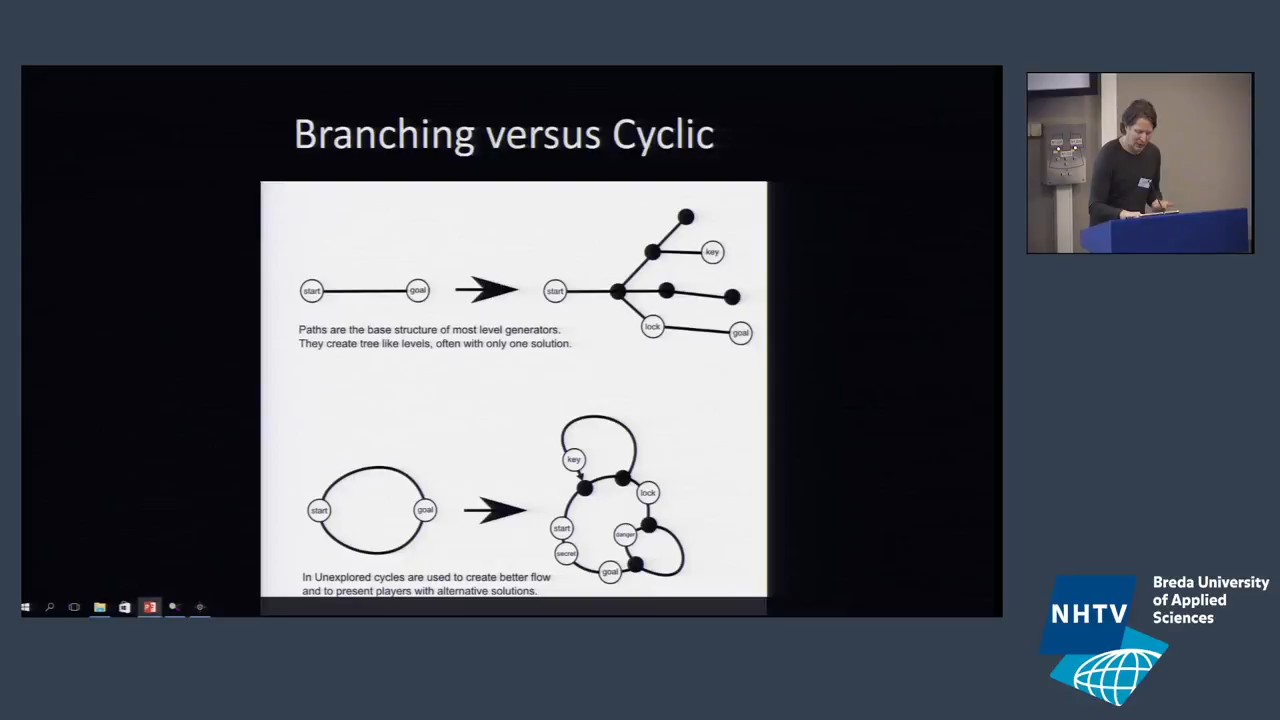 Branching versus Cyclic
key
start
goal
start
lock
goal
Paths are the base structure of most level generators.
They create tree like levels, often with only one solution.
key
lock
start
goal
start
danger
secret
goal
In Unexplored cycles are used to create better flow
and to present players with alternative solutions.
NHTV
Breda University
of Applied
Sciences